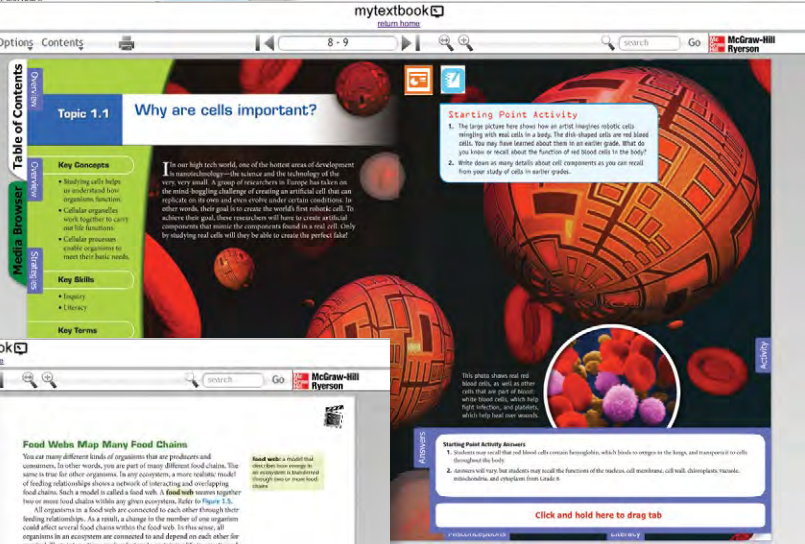 mytextbook
return home
Options Contents
8 - 9
search
Go
McGraw-Hill
Ryerson
Table of Contents
Media Browser
Overview
Overview
Strategies
Topic 1.1
Why are cells important?
Key Concepts
• Studying cells helps
us understand how
organisms function.
• Cellular organelles
work together to carry
out life functions.
• Cellular processes
enable organisms to
meet their basic needs.
Key Skills
• Inquiry
• Literacy
Key Terms
In our high tech world, one of the hottest areas of development
is nanotechnology—the science and the technology of the
very, very small. A group of researchers in Europe has taken on
the mind-boggling challenge of creating an artificial cell that can
replicate on its own and even evolve under certain conditions. In
other words, their goal is to create the world's first robotic cell. To
achieve their goal, these researchers will have to create artificial
components that mimic the components found in a real cell. Only
by studying real cells will they be able to create the perfect fake!
Starting Point Activity
1. The large picture here shows how an artist imagines robotic cells
mingling with real cells in a body. The disk-shaped cells are red blood
cells. You may have learned about them in an earlier grade. What do
you know or recall about the function of red blood cells in the body?
2. Write down as many details about cell components as you can recall
from your study of cells in earlier grades.
This photo shows real red
blood cells, as well as other
cells that are part of blood:
white blood cells, which help
fight infection, and platelets,
which help heal over wounds.
Activity
Answers
Starting Point Activity Answers
1. Students may recall that red blood cells contain hemoglobin, which binds to oxygen in the lungs, and transports it to cells
throughout the body.
2. Answers will vary, but students may recall the functions of the nucleus, cell membrane, cell wall, chloroplasts, vacuole,
mitochondria, and cytoplasm from Grade 8.
Click and hold here to drag tab
Misconceptions
Literacy
ok
search
Go
McGraw-Hill
Ryerson
Food Webs Map Many Food Chains
You eat many different kinds of organisms that are producers and
consumers. In other words, you are part of many different food chains. The
same is true for other organisms. In any ecosystem, a more realistic model
of feeding relationships shows a network of interacting and overlapping
food chains. Such a model is called a food web. A food web weaves together
two or more food chains within any given ecosystem. Refer to Figure 1.5.
All organisms in a food web are connected to each other through their
feeding relationships. As a result, a change in the number of one organism
could affect several food chains within the food web. In this sense, all
organisms in an ecosystem are connected to and depend on each other for
food web: a model that
describes how energy in
an ecosystem is transferred
through two or more food
chains